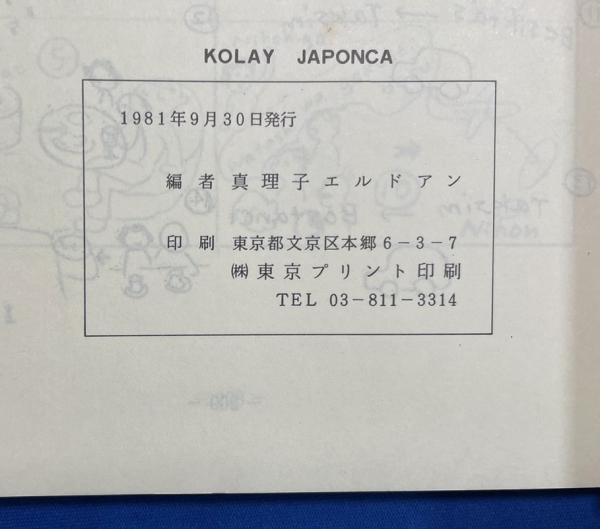 KOLAY JAPONCA
1981年9月30日発行
編者 真理子エルドアン
印刷 東京都文京区本郷6-3-7
㈱東京プリント印刷
TEL 03-811-3314